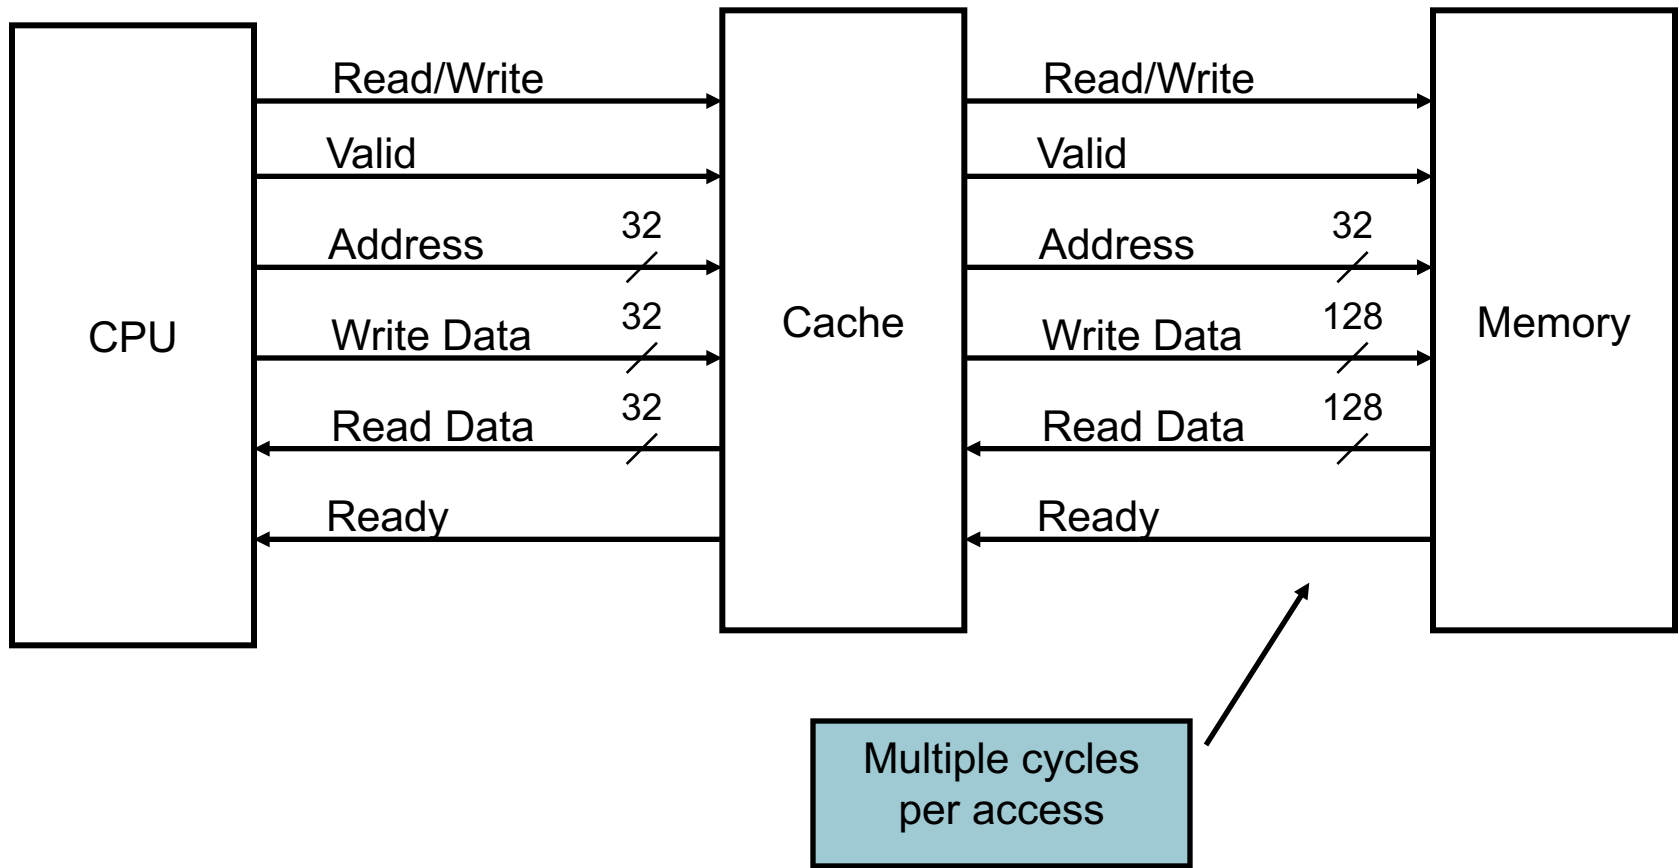 Read/Write
Read/Write
Valid
Valid
32
32
Address
Address
32
128
CPU
Write Data
Cache
Write Data
Memory
32
128
Read Data
Read Data
Ready
Ready
Multiple cycles
per access